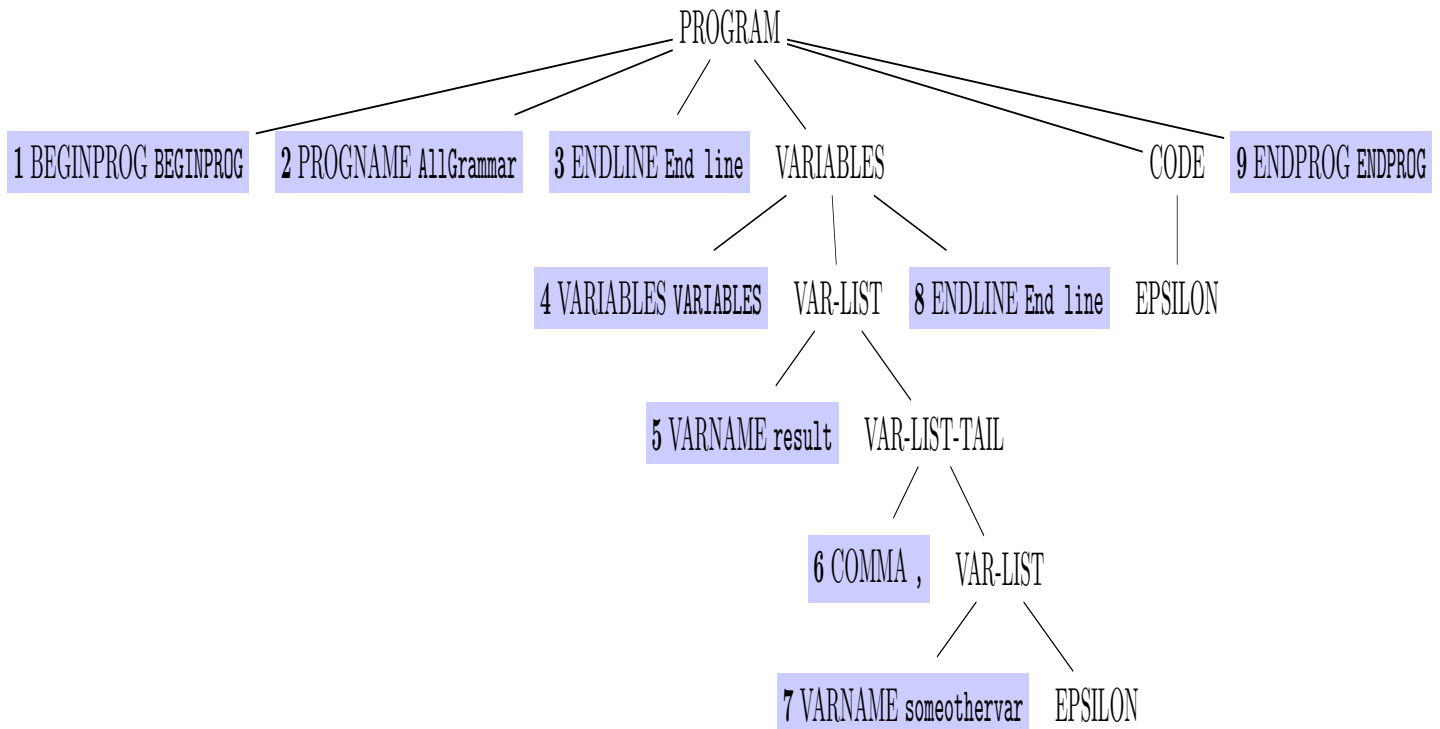 PROGRAM
1 BEGINPROG BEGINPROG 2 PROGNAME AllGrammar 3 ENDLINE End line VARIABLES CODE 9 ENDPROG ENDPROG
4 VARIABLES VARIABLES VAR-LIST 8 ENDLINE End line EPSILON
5 VARNAME result VAR-LIST-TAIL
6 COMMA , VAR-LIST
7 VARNAME someothervar EPSILON